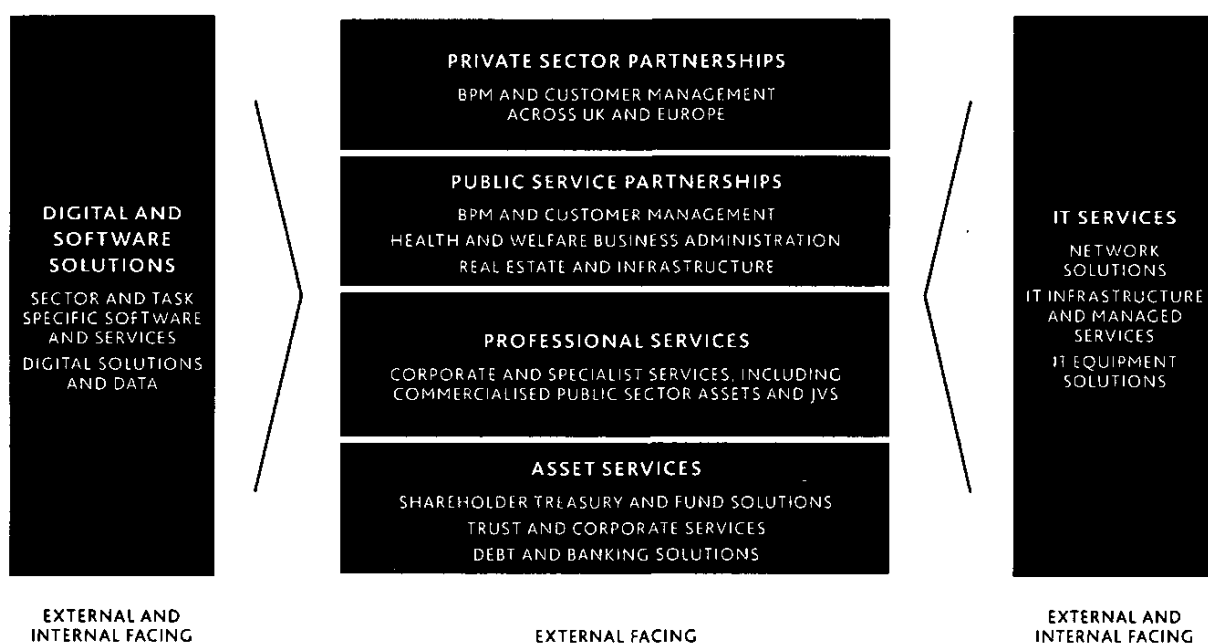 DIGITAL AND
SOFTWARE
SOLUTIONS
SECTOR AND TASK
SPECIFIC SOFTWARE
AND SERVICES
DIGITAL SOLUTIONS
AND DATA
EXTERNAL AND
INTERNAL FACING
PRIVATE SECTOR PARTNERSHIPS
BPM AND CUSTOMER MANAGEMENT
ACROSS UK AND EUROPE
PUBLIC SERVICE PARTNERSHIPS
BPM AND CUSTOMER MANAGEMENT
HEALTH AND WELFARE BUSINESS ADMINISTRATION
REAL ESTATE AND INFRASTRUCTURE
PROFESSIONAL SERVICES
CORPORATE AND SPECIALIST SERVICES, INCLUDING
COMMERCIALISED PUBLIC SECTOR ASSETS AND JVS
ASSET SERVICES
SHAREHOLDER TREASURY AND FUND SOLUTIONS
TRUST AND CORPORATE SERVICES
DEBT AND BANKING SOLUTIONS
EXTERNAL FACING
IT SERVICES
NETWORK
SOLUTIONS
IT INFRASTRUCTURE
AND MANAGED
SERVICES
IT EQUIPMENT
SOLUTIONS
EXTERNAL AND
INTERNAL FACING